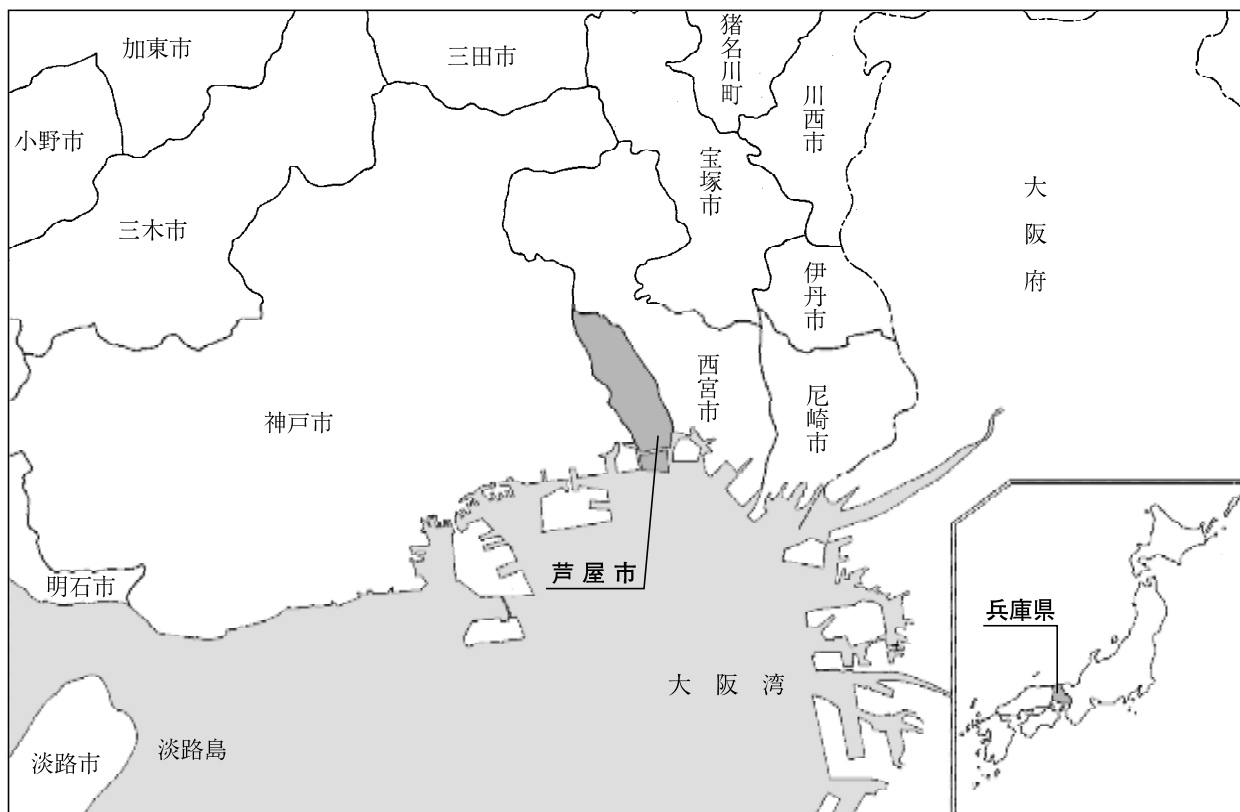 加東市
三田市
猪名川町
川西市
小野市
宝塚市
大阪府
三木市
伊丹市
西宮市
尼崎市
神戸市
芦屋市
明石市
兵庫県
大阪湾
淡路島
淡路市